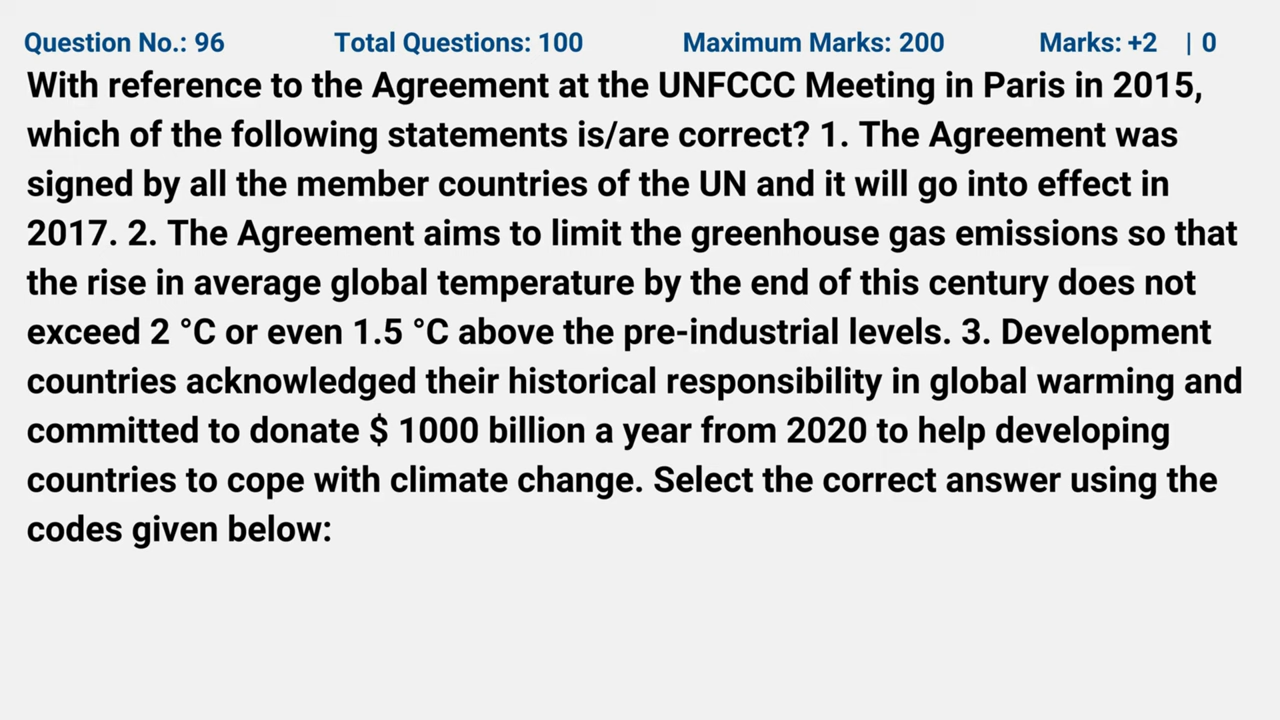 Question No.: 96 Total Questions: 100 Maximum Marks: 200 Marks: +2 | 0
With reference to the Agreement at the UNFCCC Meeting in Paris in 2015,
which of the following statements is/are correct? 1. The Agreement was
signed by all the member countries of the UN and it will go into effect in
2017. 2. The Agreement aims to limit the greenhouse gas emissions so that
the rise in average global temperature by the end of this century does not
exceed 2 °C or even 1.5 °C above the pre-industrial levels. 3. Development
countries acknowledged their historical responsibility in global warming and
committed to donate $ 1000 billion a year from 2020 to help developing
countries to cope with climate change. Select the correct answer using the
codes given below: